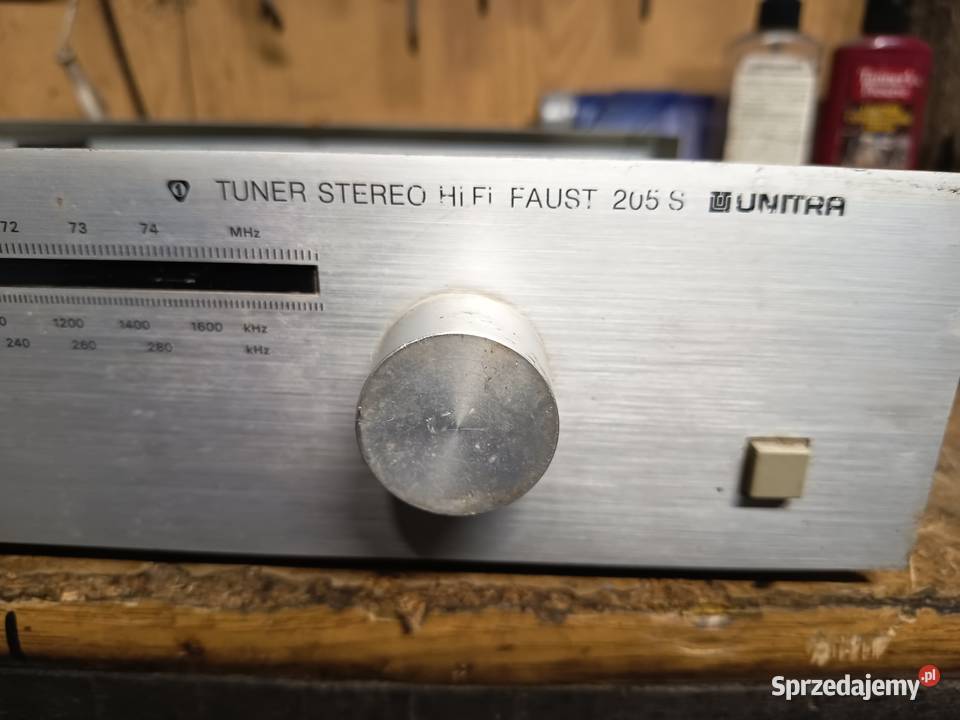 TUNER STEREO HiFi FAUST 205 S UNITRA
72 73 74 MHz
1200 1400 1600 kHz
240 260 280 kHz
Sprzedajemy.pl